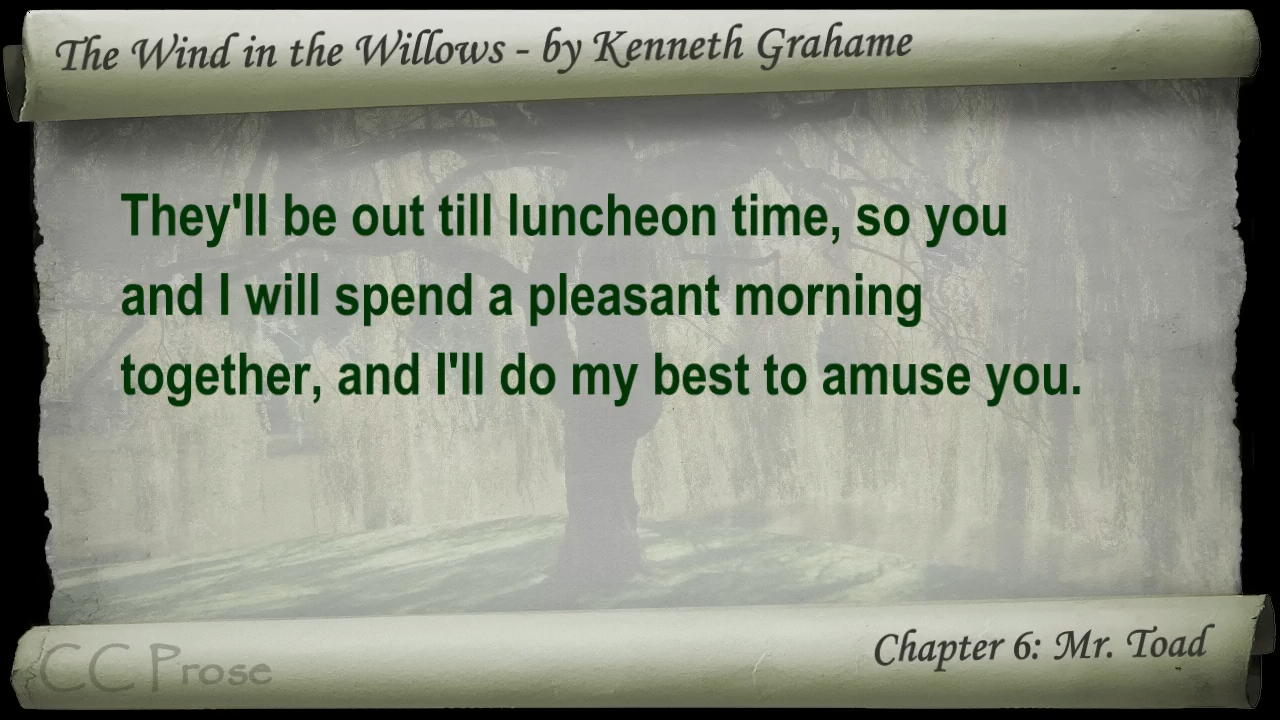 The Wind in the Willows - by Kenneth Grahame
They'll be out till luncheon time, so you
and I will spend a pleasant morning
together, and I'll do my best to amuse you.
Chapter 6: Mr. Toad
CC Prose